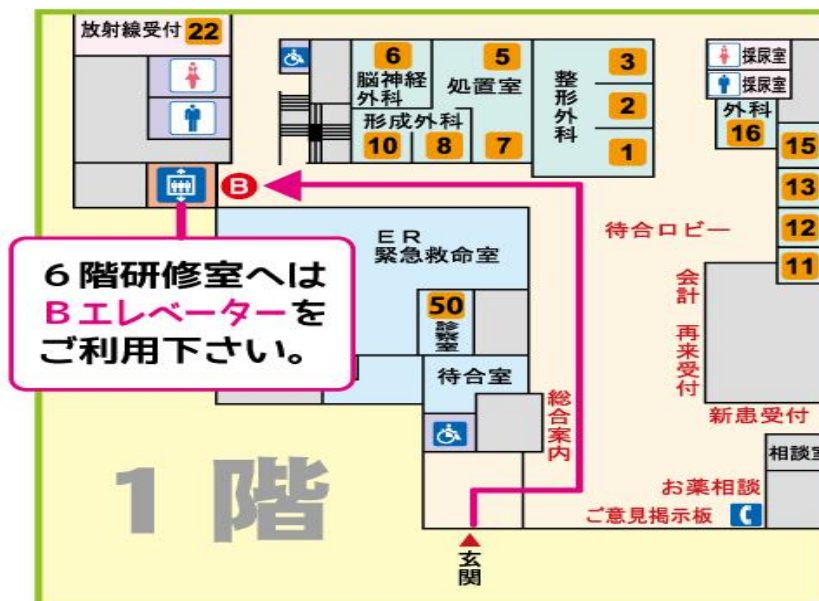 放射線受付 22
6
脳神経
外科
5
処置室
形成外科
10
8
7
整形外科
3
2
1
採尿室
採尿室
外科
16
15
13
12
11
B
ER
緊急救命室
50
診察室
待合室
待合ロビー
会計
再来受付
新患受付
相談室
総合案内
お薬相談
ご意見掲示板
6階研修室へは
Bエレベーターを
ご利用下さい。
1階
玄関